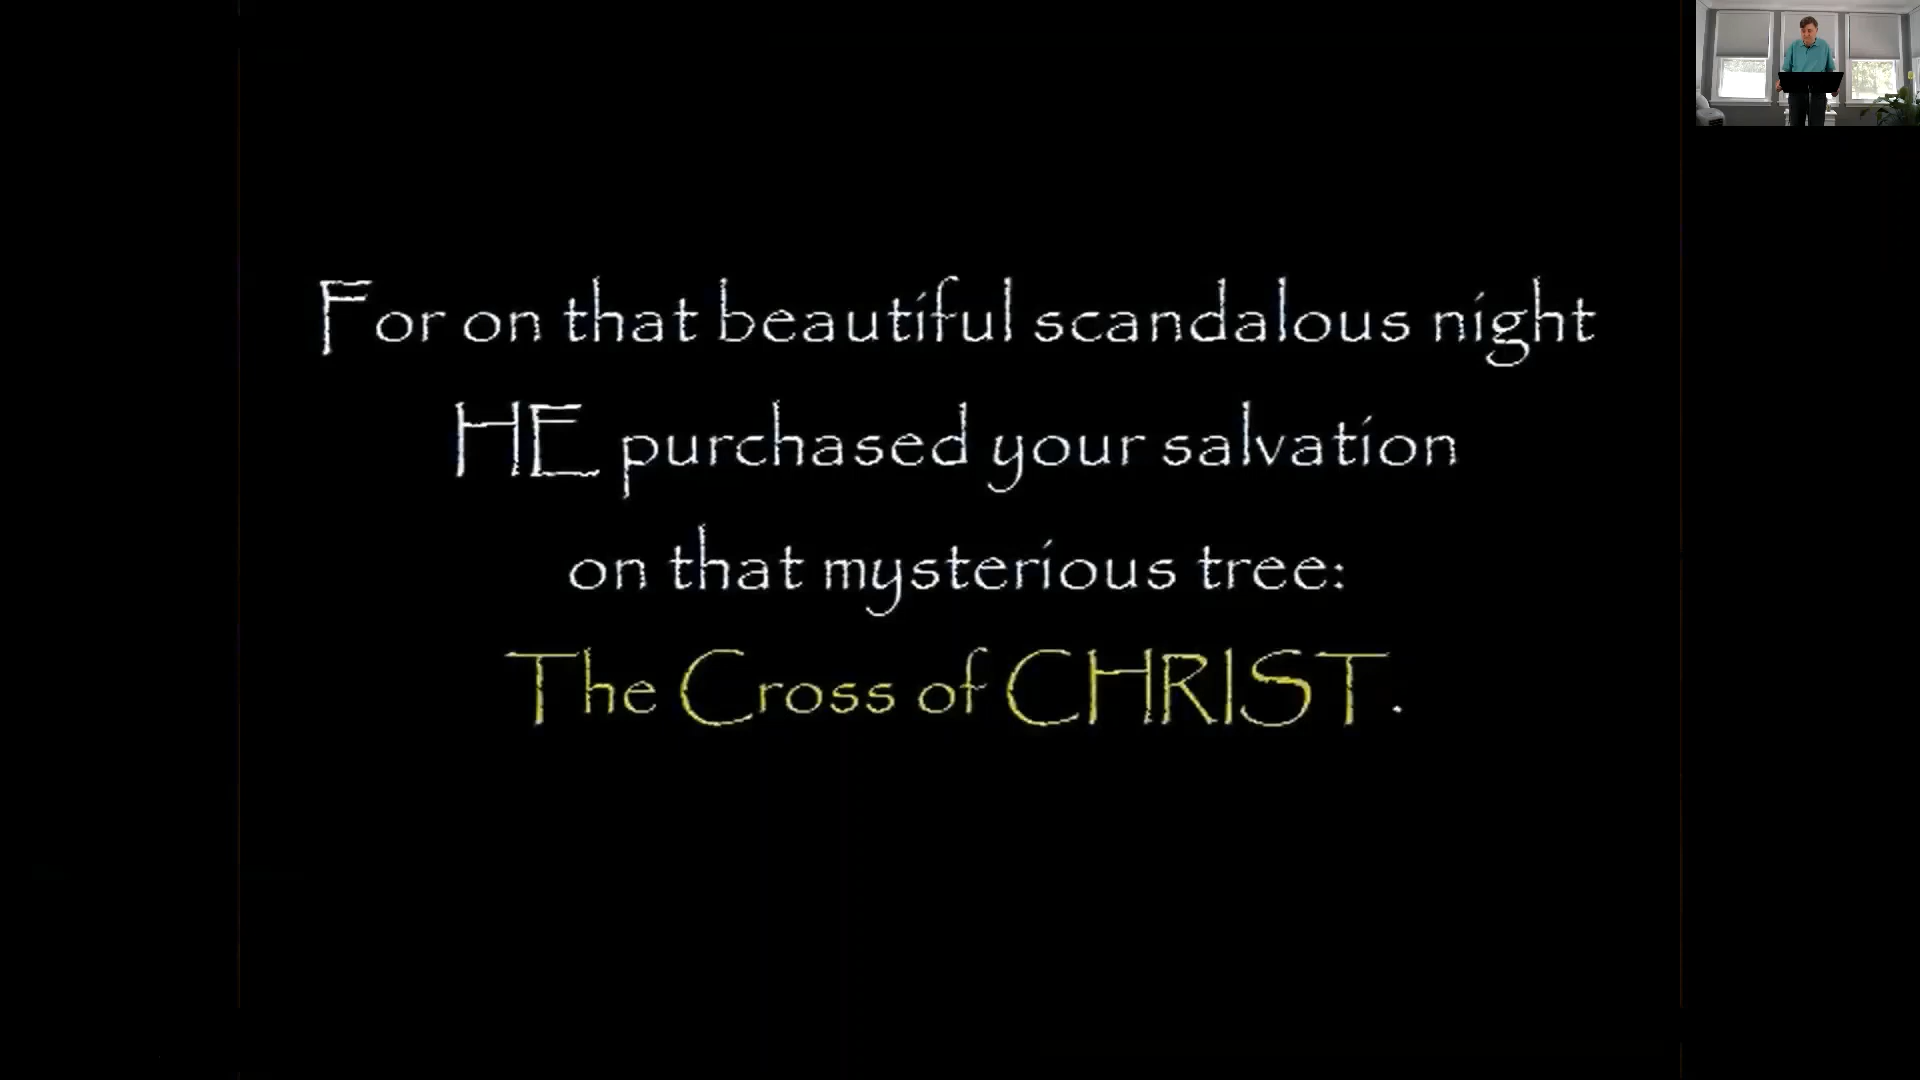 For on that beautiful scandalous night
HE purchased your salvation
on that mysterious tree:
The Cross of CHRIST.